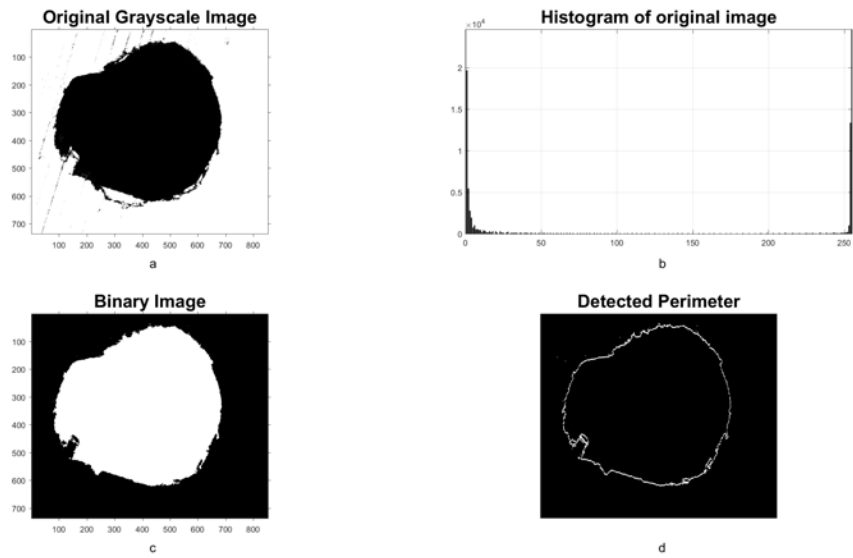 Original Grayscale Image
100
200
300
400
500
600
700
100 200 300 400 500 600 700 800
a
Histogram of original image
×10⁴
2
1.5
1
0.5
0
0 50 100 150 200 250
b
Binary Image
100
200
300
400
500
600
700
100 200 300 400 500 600 700 800
c
Detected Perimeter
d